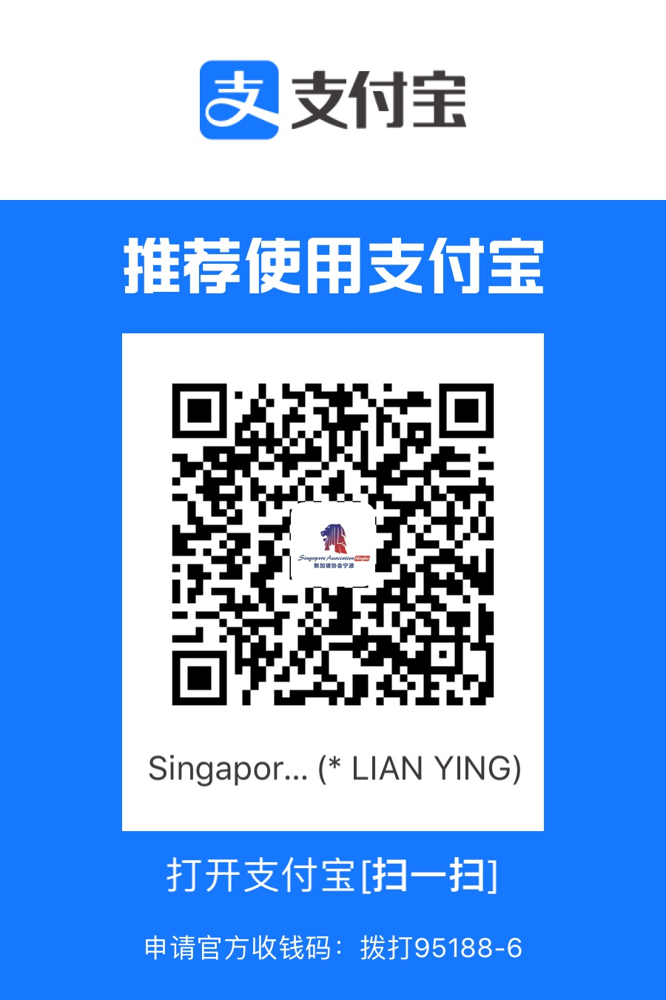 支 支付宝
推荐使用支付宝
Singapore Association Ningbo
新加坡协会宁波
Singapor... (* LIAN YING)
打开支付宝[扫一扫]
申请官方收钱码：拨打95188-6